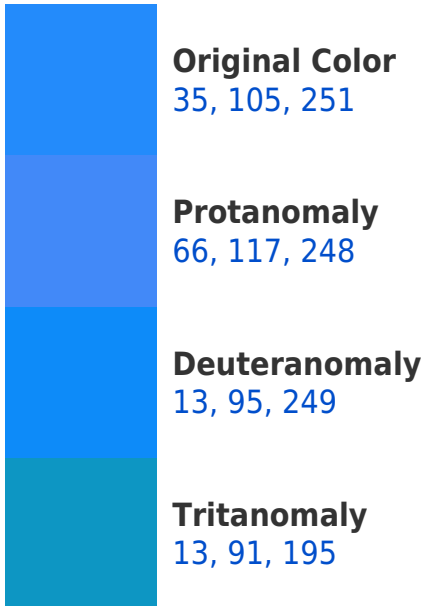 Original Color
35, 105, 251
Protanomaly
66, 117, 248
Deuteranomaly
13, 95, 249
Tritanomaly
13, 91, 195